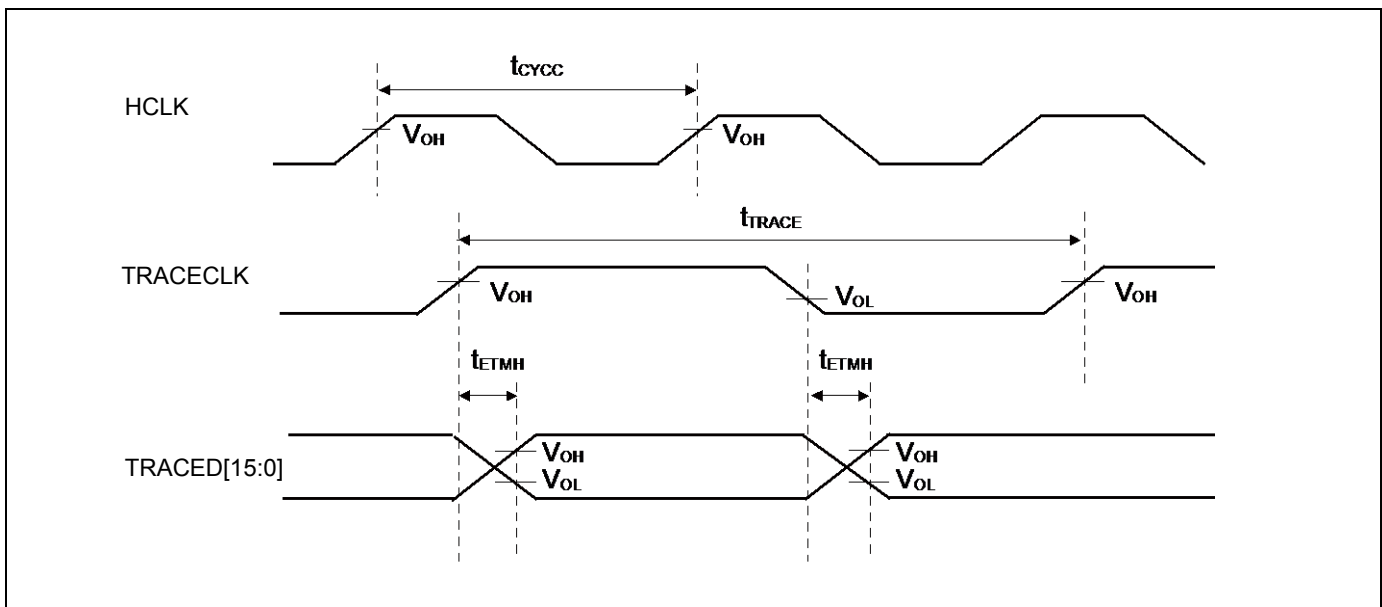 tCYCC
HCLK
VOH VOH
tTRACE
TRACECLK
VOH VOL VOH
tETMH tETMH
TRACED[15:0]
VOH VOH
VOL VOL